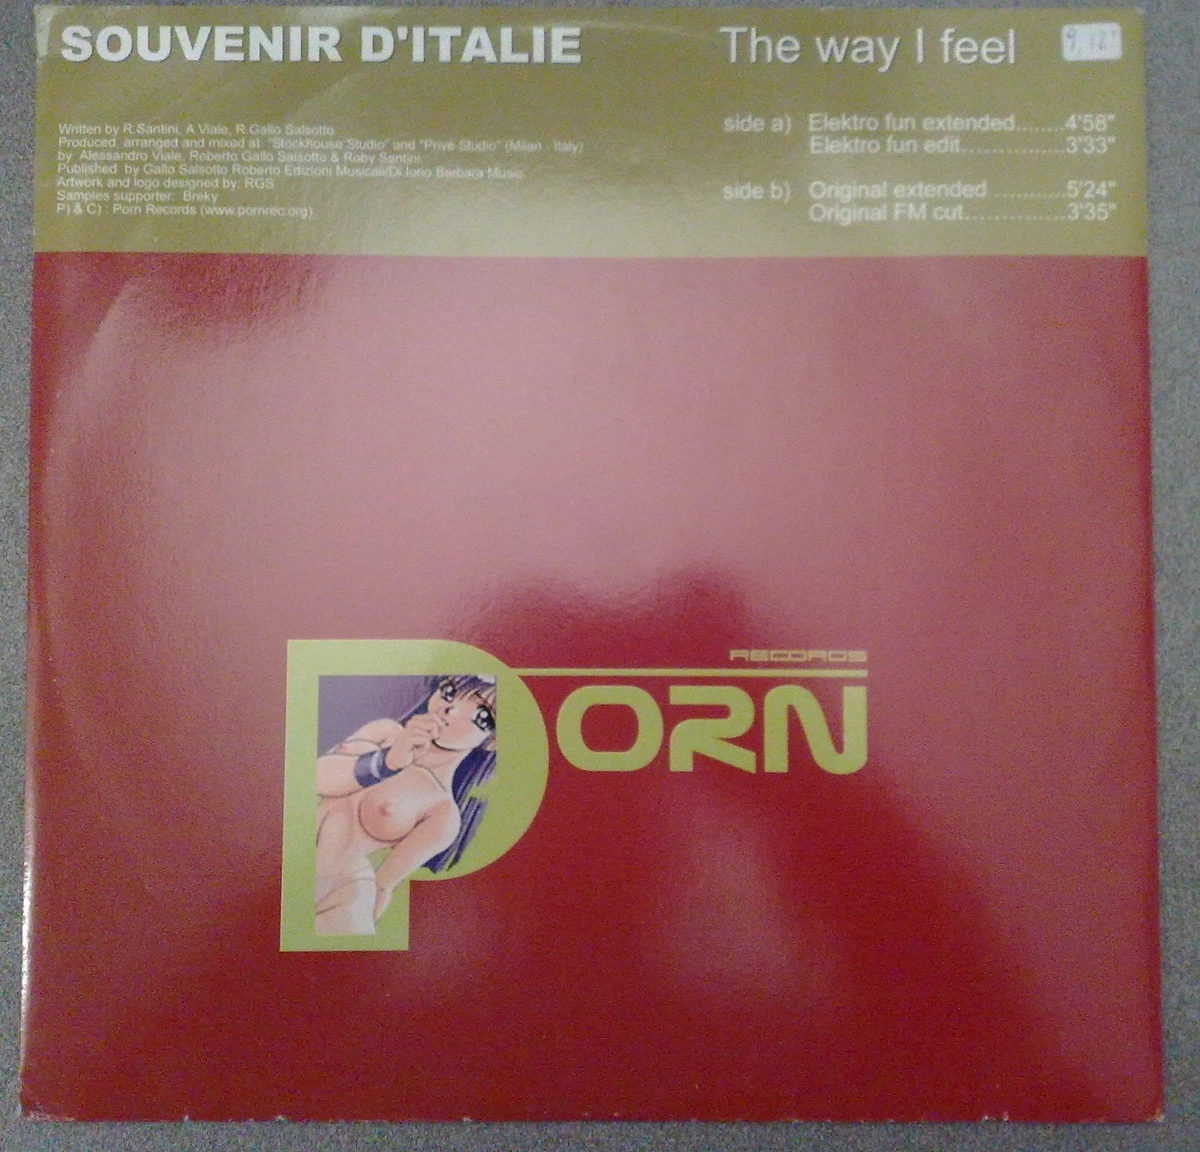 SOUVENIR D'ITALIE
The way I feel
Written by R.Santini, A.Viale, R.Gallo Salsotto
Produced, arranged and mixed at "Stockhouse Studio" and "Privè Studio" (Milan - Italy)
by Alessandro Viale, Roberto Gallo Salsotto & Roby Santini.
Published by Gallo Salsotto Roberto Edizioni Musicali/Di Iorio Barbara Music
Artwork and logo designed by: RGS
Samples supporter: Breky
P) & C) : Porn Records (www.pornrec.org)
side a) Elektro fun extended........4'58"
Elektro fun edit.................3'33"
side b) Original extended ............5'24"
Original FM cut...............3'35"
RECORDS
PORN